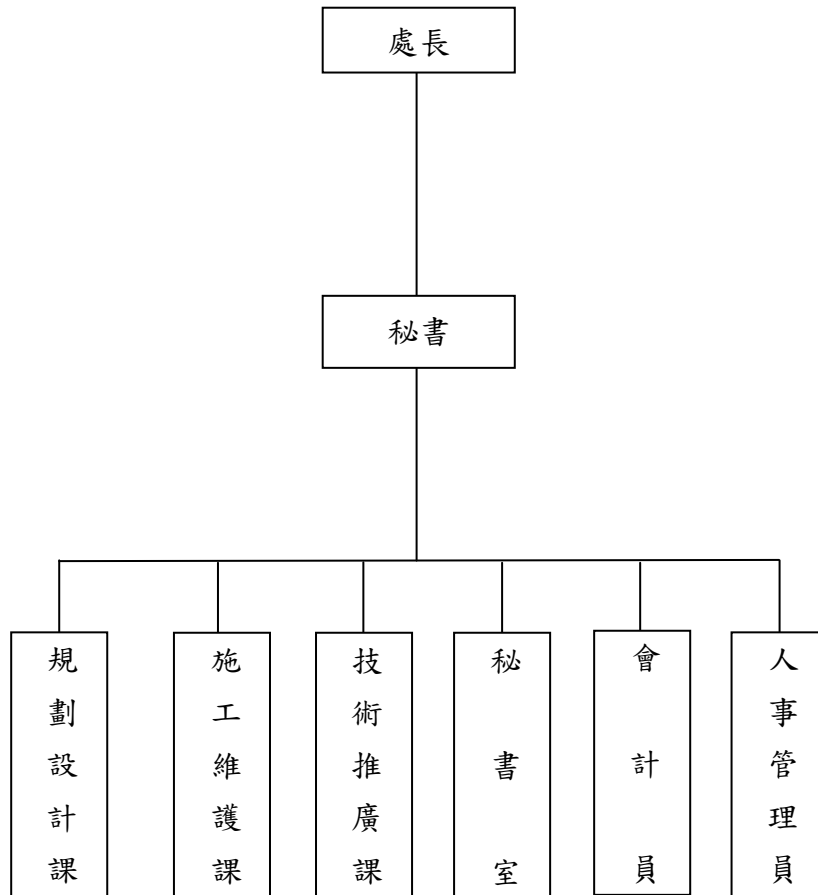 處長
秘書
規劃設計課
施工維護課
技術推廣課
秘書室
會計員
人事管理員